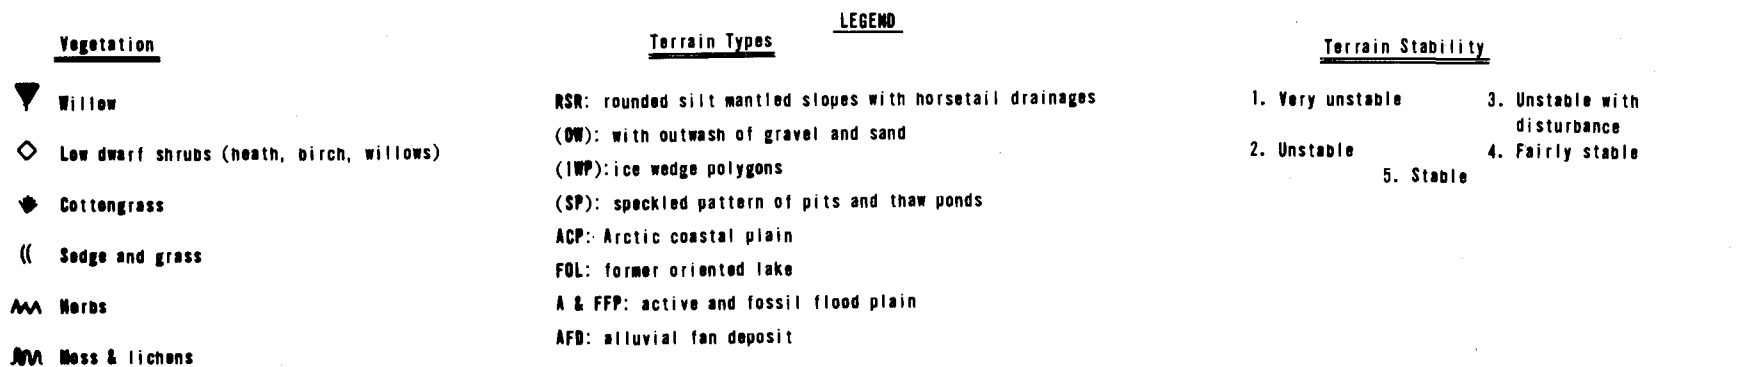 LEGEND
Vegetation
Willow
Low dwarf shrubs (heath, birch, willows)
Cottongrass
Sedge and grass
Herbs
Moss & lichens
Terrain Types
RSR: rounded silt mantled slopes with horsetail drainages
(OW): with outwash of gravel and sand
(IWP): ice wedge polygons
(SP): speckled pattern of pits and thaw ponds
ACP: Arctic coastal plain
FOL: former oriented lake
A & FFP: active and fossil flood plain
AFD: alluvial fan deposit
Terrain Stability
1. Very unstable
2. Unstable
3. Unstable with
disturbance
4. Fairly stable
5. Stable